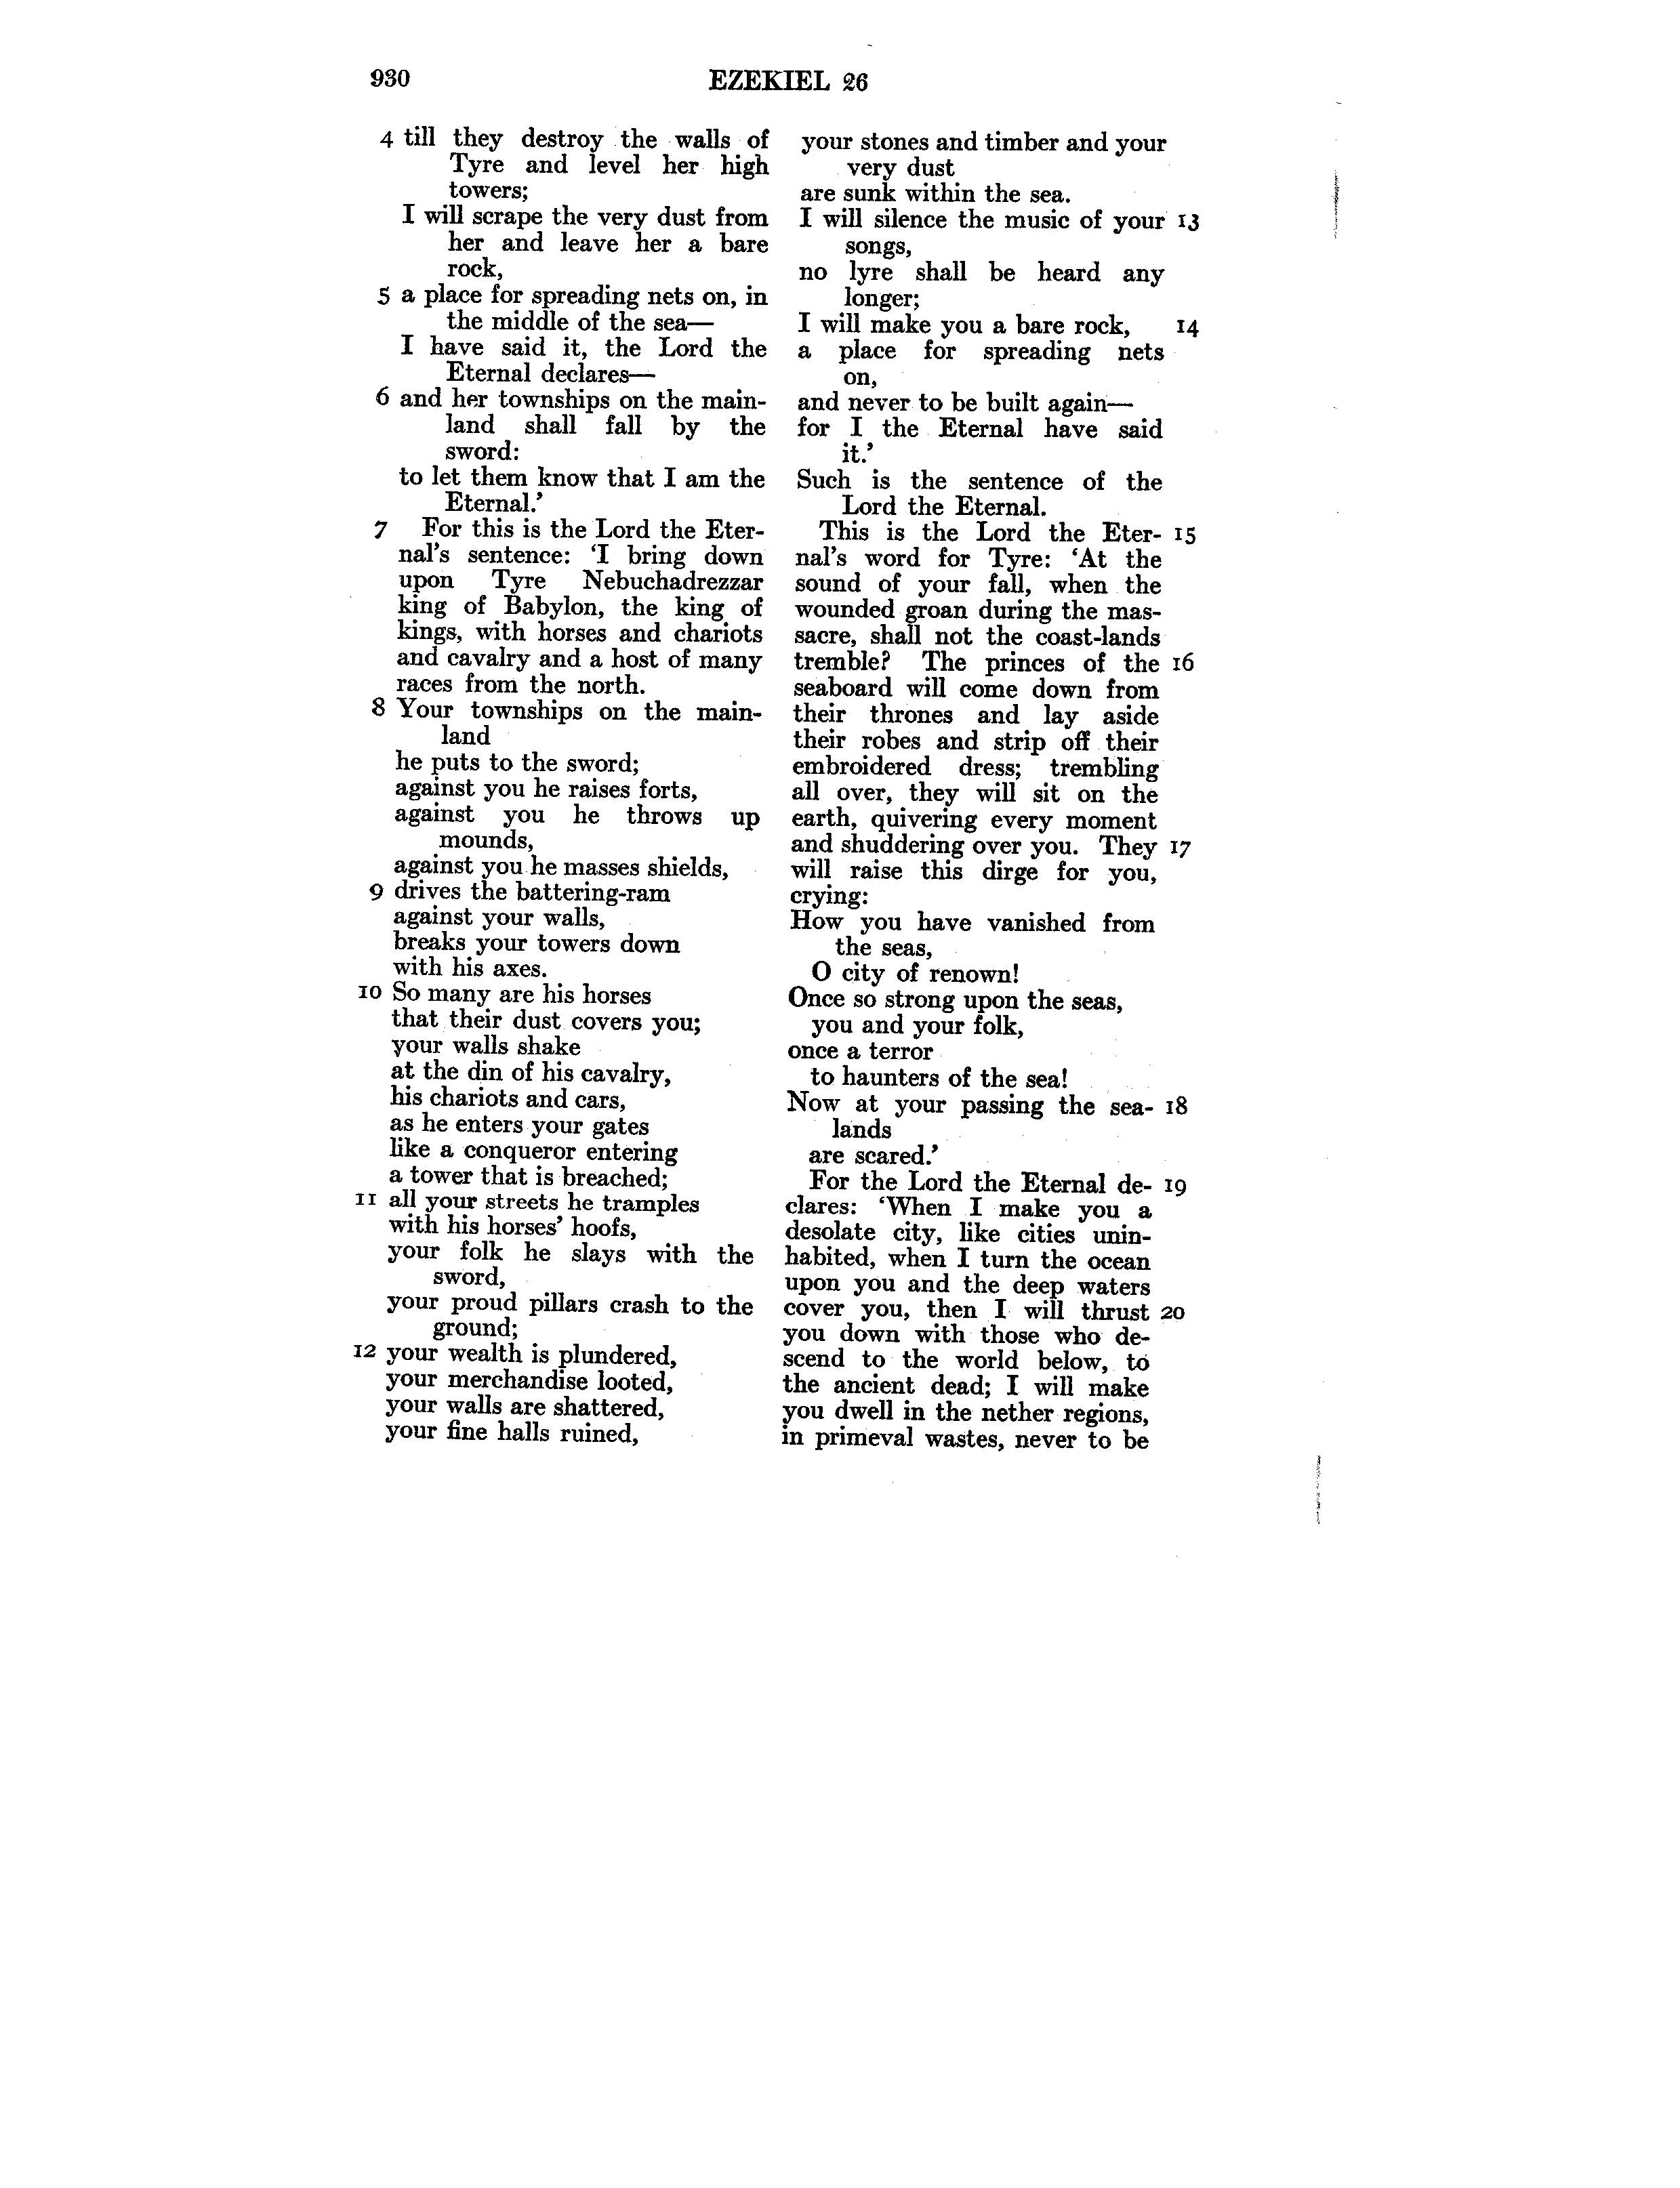 930
EZEKIEL 26
4 till they destroy the walls of
Tyre and level her high
towers;
I will scrape the very dust from
her and leave her a bare
rock,
5 a place for spreading nets on, in
the middle of the sea—
I have said it, the Lord the
Eternal declares—
6 and her townships on the main-
land shall fall by the
sword:
to let them know that I am the
Eternal.’
7 For this is the Lord the Eter-
nal’s sentence: ‘I bring down
upon Tyre Nebuchadrezzar
king of Babylon, the king of
kings, with horses and chariots
and cavalry and a host of many
races from the north.
8 Your townships on the main-
land
he puts to the sword;
against you he raises forts,
against you he throws up
mounds,
against you he masses shields,
9 drives the battering-ram
against your walls,
breaks your towers down
with his axes.
10 So many are his horses
that their dust covers you;
your walls shake
at the din of his cavalry,
his chariots and cars,
as he enters your gates
like a conqueror entering
a tower that is breached;
11 all your streets he tramples
with his horses’ hoofs,
your folk he slays with the
sword,
your proud pillars crash to the
ground;
12 your wealth is plundered,
your merchandise looted,
your walls are shattered,
your fine halls ruined,
your stones and timber and your
very dust
are sunk within the sea.
I will silence the music of your 13
songs,
no lyre shall be heard any
longer;
I will make you a bare rock, 14
a place for spreading nets
on,
and never to be built again—
for I the Eternal have said
it.’
Such is the sentence of the
Lord the Eternal.
This is the Lord the Eter- 15
nal’s word for Tyre: ‘At the
sound of your fall, when the
wounded groan during the mas-
sacre, shall not the coast-lands
tremble? The princes of the 16
seaboard will come down from
their thrones and lay aside
their robes and strip off their
embroidered dress; trembling
all over, they will sit on the
earth, quivering every moment
and shuddering over you. They 17
will raise this dirge for you,
crying:
How you have vanished from
the seas,
O city of renown!
Once so strong upon the seas,
you and your folk,
once a terror
to haunters of the sea!
Now at your passing the sea- 18
lands
are scared.’
For the Lord the Eternal de- 19
clares: ‘When I make you a
desolate city, like cities unin-
habited, when I turn the ocean
upon you and the deep waters
cover you, then I will thrust 20
you down with those who de-
scend to the world below, to
the ancient dead; I will make
you dwell in the nether regions,
in primeval wastes, never to be